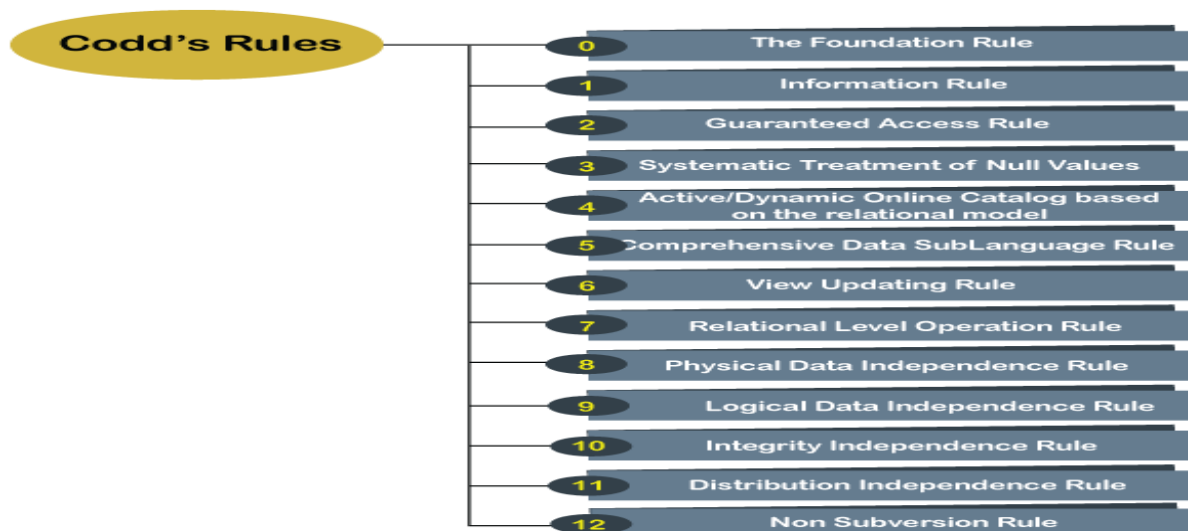 Codd's Rules
0 The Foundation Rule
1 Information Rule
2 Guaranteed Access Rule
3 Systematic Treatment of Null Values
4 Active/Dynamic Online Catalog based
on the relational model
5 Comprehensive Data SubLanguage Rule
6 View Updating Rule
7 Relational Level Operation Rule
8 Physical Data Independence Rule
9 Logical Data Independence Rule
10 Integrity Independence Rule
11 Distribution Independence Rule
12 Non Subversion Rule